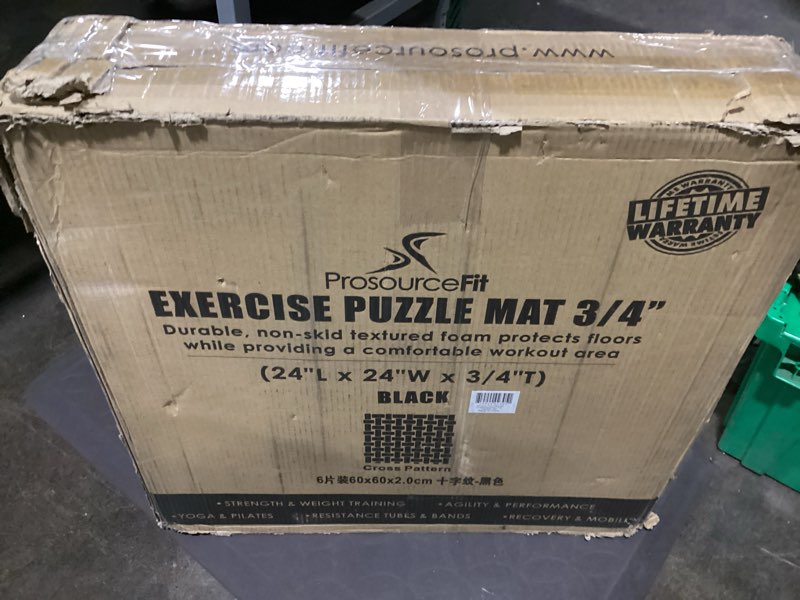 www.prosourcefit.com
LIFETIME
WARRANTY
ProsourceFit
EXERCISE PUZZLE MAT 3/4"
Durable, non-skid textured foam protects floors
while providing a comfortable workout area
(24"L x 24"W x 3/4"T)
BLACK
Cross Pattern
6片装60x60x2.0cm 十字纹-黑色
• STRENGTH & WEIGHT TRAINING • AGILITY & PERFORMANCE
• YOGA & PILATES • RESISTANCE TUBES & BANDS • RECOVERY &